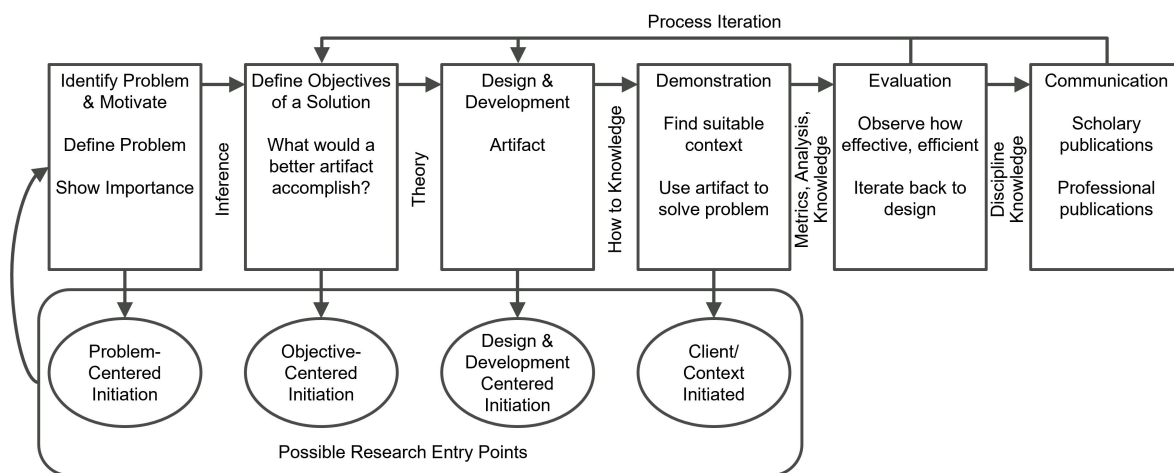 Process Iteration
Identify Problem
& Motivate
Define Problem
Show Importance
Inference
Define Objectives
of a Solution
What would a
better artifact
accomplish?
Theory
Design &
Development
Artifact
How to Knowledge
Demonstration
Find suitable
context
Use artifact to
solve problem
Metrics, Analysis,
Knowledge
Evaluation
Observe how
effective, efficient
Iterate back to
design
Discipline
Knowledge
Communication
Scholary
publications
Professional
publications
Problem-
Centered
Initiation
Objective-
Centered
Initiation
Design &
Development
Centered
Initiation
Client/
Context
Initiated
Possible Research Entry Points